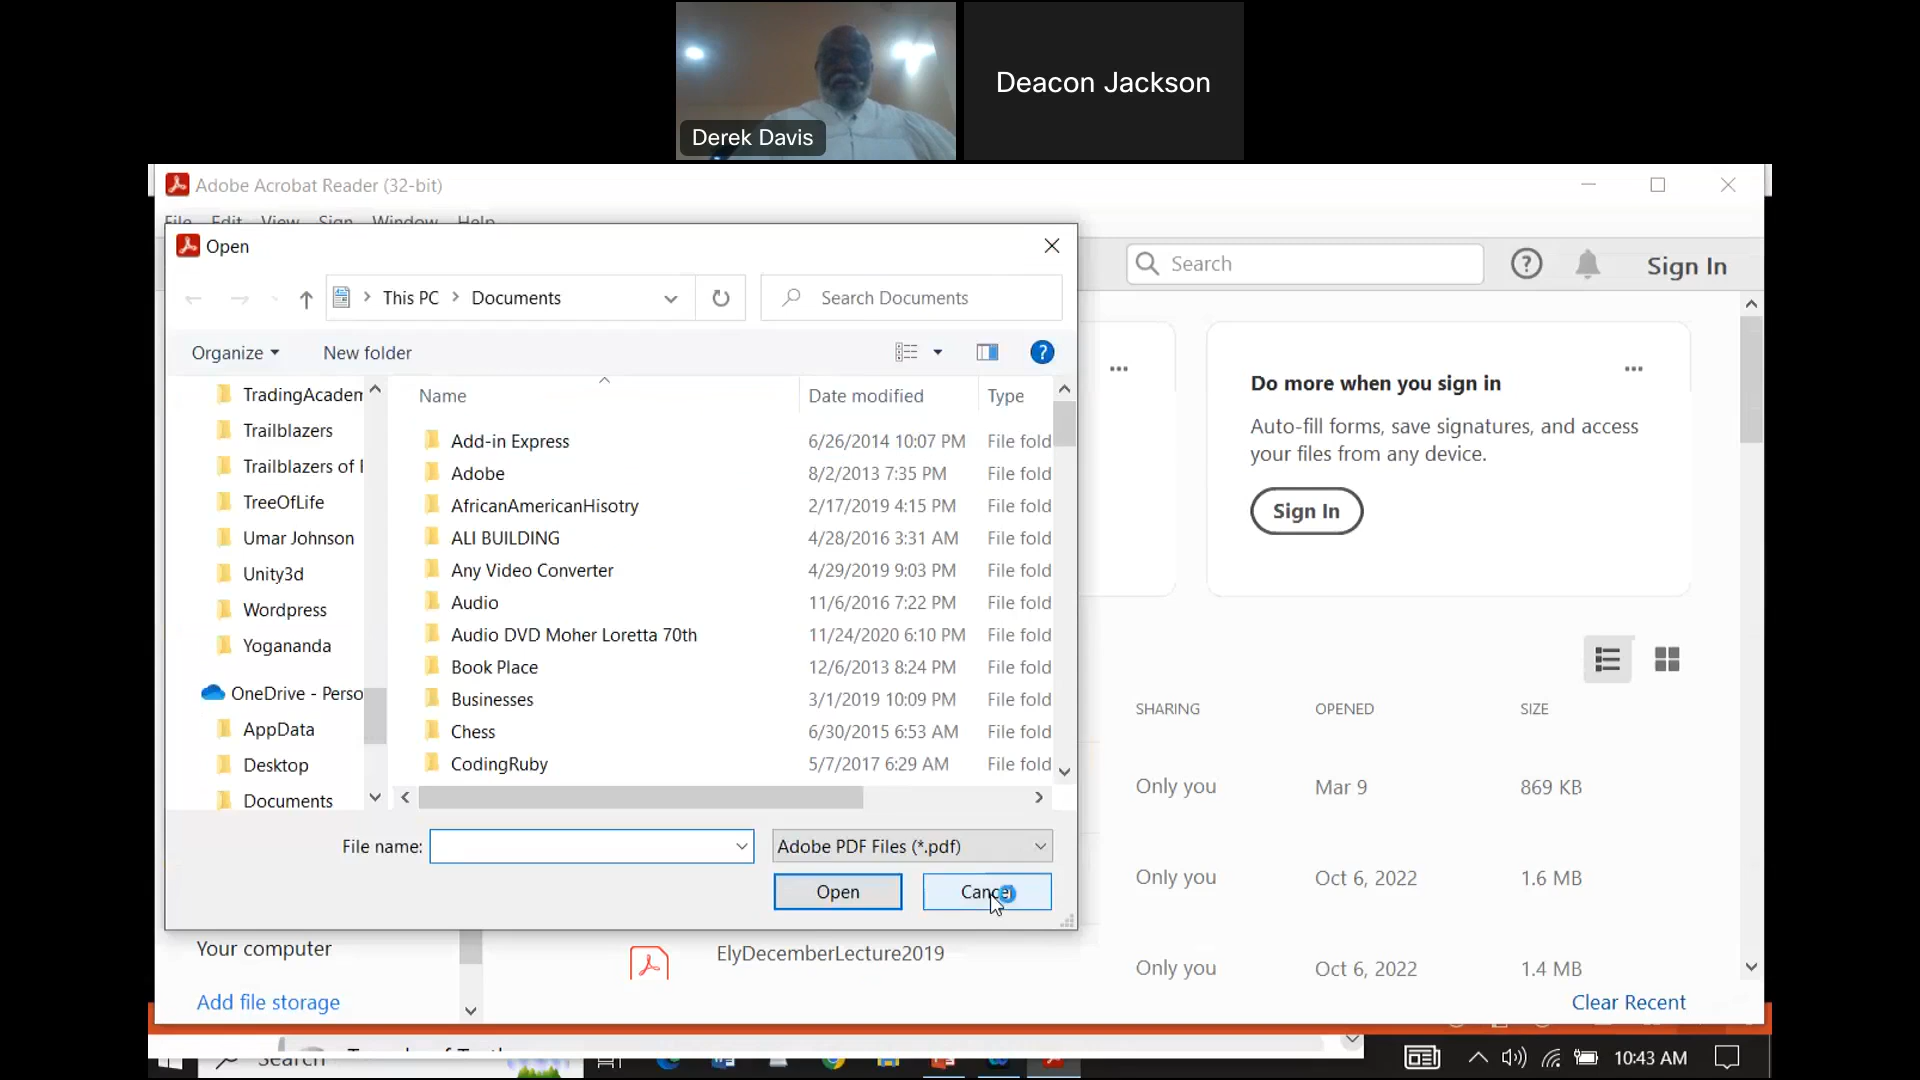 Derek Davis
Deacon Jackson
Adobe Acrobat Reader (32-bit)
File Edit View Sign Window Help
Open
Search
Sign In
This PC > Documents
Search Documents
Organize
New folder
Do more when you sign in
Auto-fill forms, save signatures, and access
your files from any device.
Sign In
TradingAcadem
Trailblazers
Trailblazers of
TreeOfLife
Umar Johnson
Unity3d
Wordpress
Yogananda
OneDrive - Perso
AppData
Desktop
Documents
Name Date modified Type
Add-in Express 6/26/2014 10:07 PM File fold
Adobe 8/2/2013 7:35 PM File fold
AfricanAmericanHisotry 2/17/2019 4:15 PM File fold
ALI BUILDING 4/28/2016 3:31 AM File fold
Any Video Converter 4/29/2019 9:03 PM File fold
Audio 11/6/2016 7:22 PM File fold
Audio DVD Moher Loretta 70th 11/24/2020 6:10 PM File fold
Book Place 12/6/2013 8:24 PM File fold
Businesses 3/1/2019 10:09 PM File fold
Chess 6/30/2015 6:53 AM File fold
CodingRuby 5/7/2017 6:29 AM File fold
File name:
Adobe PDF Files (*.pdf)
Open
Cancel
SHARING OPENED SIZE
Only you Mar 9 869 KB
Only you Oct 6, 2022 1.6 MB
ElyDecemberLecture2019
Only you Oct 6, 2022 1.4 MB
Your computer
Add file storage
Clear Recent
Search
10:43 AM